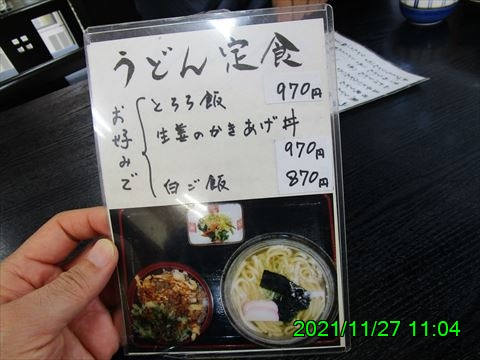 うどん定食
お好みで
とろろ飯 970円
生姜のかきあげ丼
970円
白ご飯 870円
2021/11/27 11:04